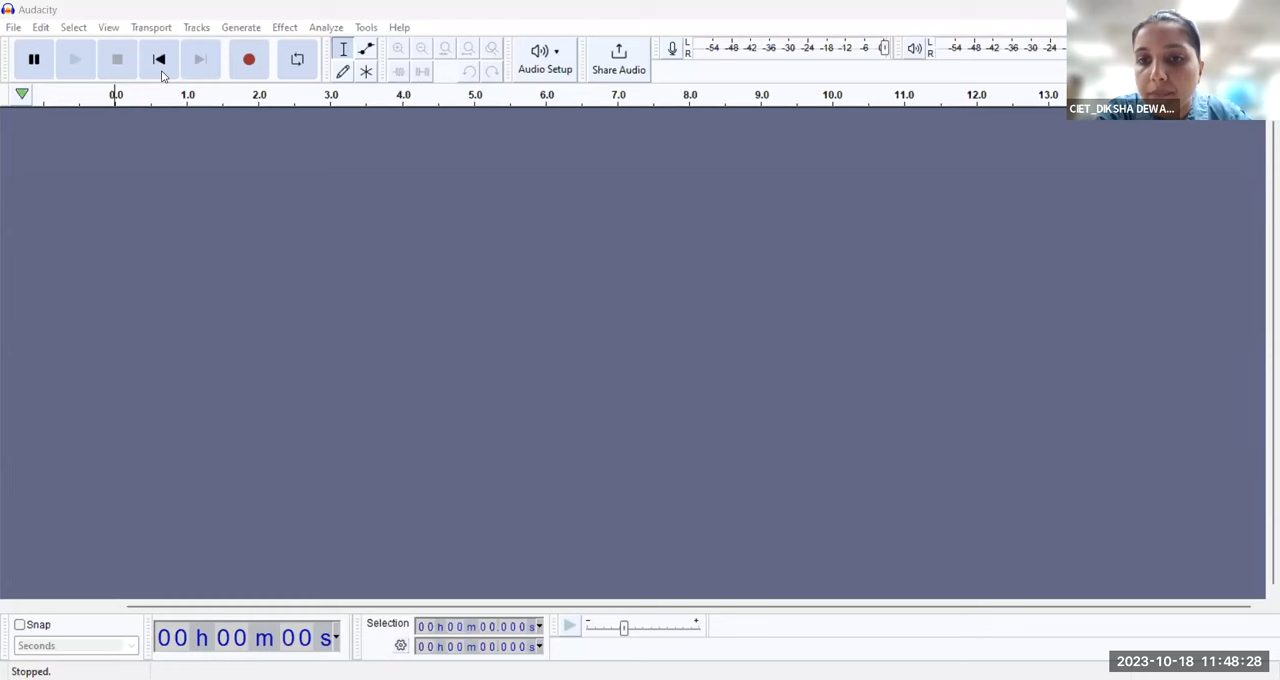 Audacity
File Edit Select View Transport Tracks Generate Effect Analyze Tools Help
Audio Setup
Share Audio
L R -54 -48 -42 -36 -30 -24 -18 -12 -6
L R -54 -48 -42 -36 -30 -24
0.0 1.0 2.0 3.0 4.0 5.0 6.0 7.0 8.0 9.0 10.0 11.0 12.0 13.0
CIET_DIKSHA DEWA...
Snap
Seconds
00 h 00 m 00 s
Selection
00 h 00 m 00.000 s
00 h 00 m 00.000 s
- +
Stopped.
2023-10-18 11:48:28